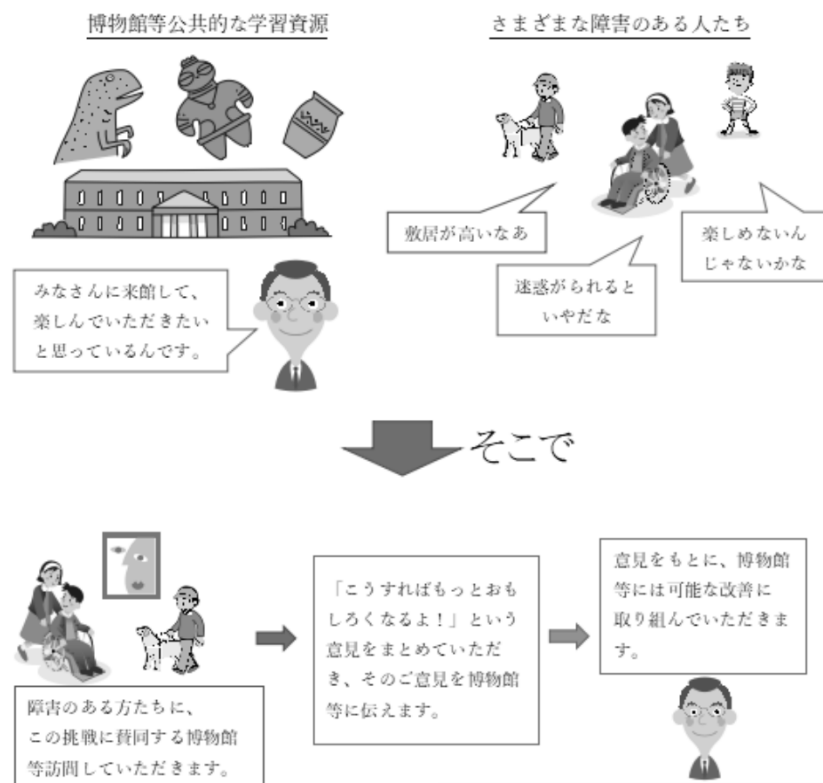 博物館等公共的な学習資源
さまざまな障害のある人たち
敷居が高いなあ
迷惑がられると
いやだな
楽しめないん
じゃないかな
みなさんに来館して、
楽しんでいただきたい
と思っているんです。
そこで
障害のある方たちに、
この挑戦に賛同する博物館
等訪問していただきます。
「こうすればもっとおも
しろくなるよ！」という
意見をまとめていただ
き、そのご意見を博物館
等に伝えます。
意見をもとに、博物館
等には可能な改善に
取り組んでいただきま
す。